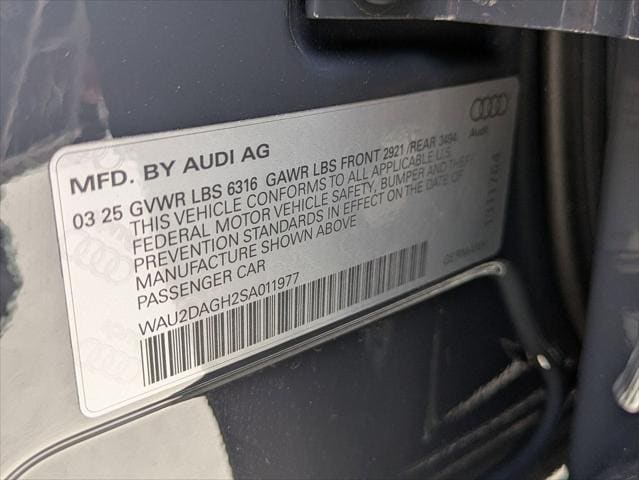 MFD. BY AUDI AG
Audi
03 25 GVWR LBS 6316 GAWR LBS FRONT 2921 /REAR 3494
THIS VEHICLE CONFORMS TO ALL APPLICABLE U.S.
FEDERAL MOTOR VEHICLE SAFETY, BUMPER AND THEFT
PREVENTION STANDARDS IN EFFECT ON THE DATE OF
MANUFACTURE SHOWN ABOVE
PASSENGER CAR
GERMANY
WAU2DAGH2SA011977